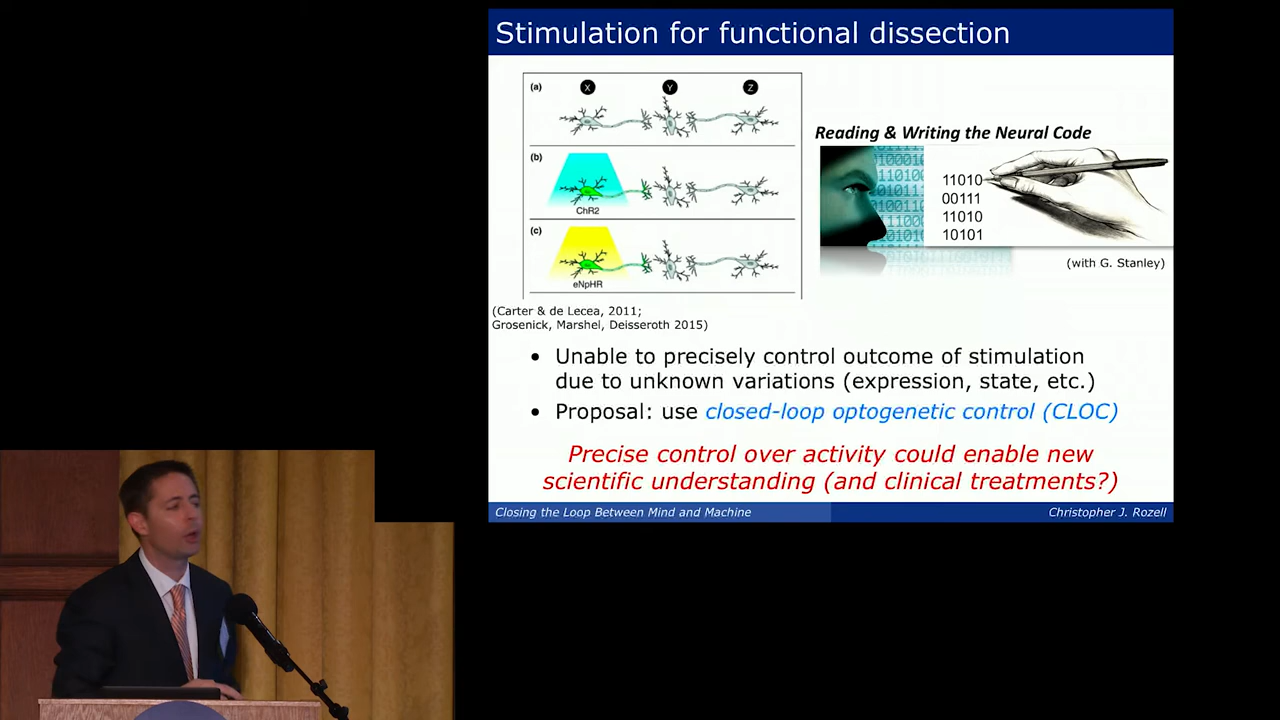 Stimulation for functional dissection
(a)
X
Y
Z
(b)
ChR2
(c)
eNpHR
(Carter & de Lecea, 2011;
Grosenick, Marshel, Deisseroth 2015)
Reading & Writing the Neural Code
11010
00111
11010
10101
(with G. Stanley)
• Unable to precisely control outcome of stimulation
due to unknown variations (expression, state, etc.)
• Proposal: use closed-loop optogenetic control (CLOC)
Precise control over activity could enable new
scientific understanding (and clinical treatments?)
Closing the Loop Between Mind and Machine
Christopher J. Rozell